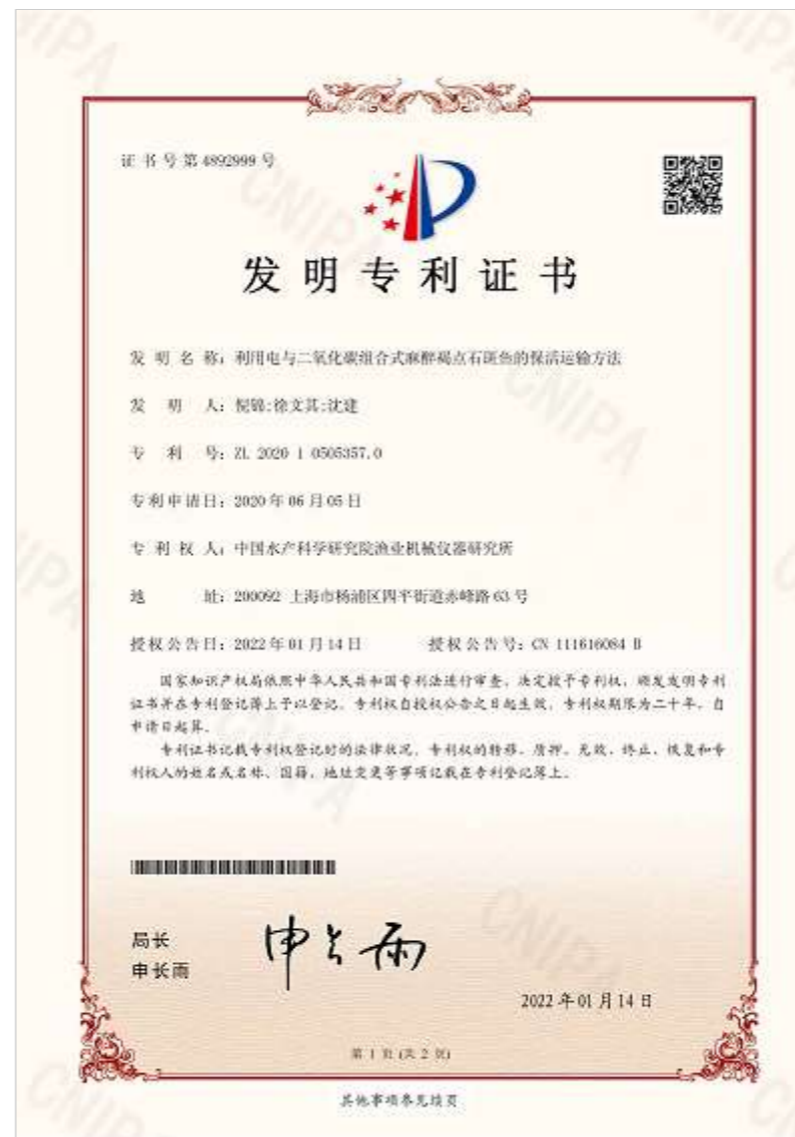 证书号第4892999号
发明专利证书
发明名称：利用电与二氧化碳组合式麻醉褐点石斑鱼的保活运输方法
发明人：倪锦;徐文其;沈建
专利号：ZL 2020 1 0505357.0
专利申请日：2020年06月05日
专利权人：中国水产科学研究院渔业机械仪器研究所
地址：200092 上海市杨浦区四平街道赤峰路63号
授权公告日：2022年01月14日 授权公告号：CN 111616084 B
国家知识产权局依照中华人民共和国专利法进行审查，决定授予专利权，颁发发明专利
证书并在专利登记簿上予以登记。专利权自授权公告之日起生效。专利权期限为二十年，自
申请日起算。
专利证书记载专利权登记时的法律状况。专利权的转移、质押、无效、终止、恢复和专
利权人的姓名或名称、国籍、地址变更等事项记载在专利登记簿上。
局长
申长雨
申长雨
2022年01月14日
第 1 页 (共 2 页)
其他事项参见续页
CNIPA